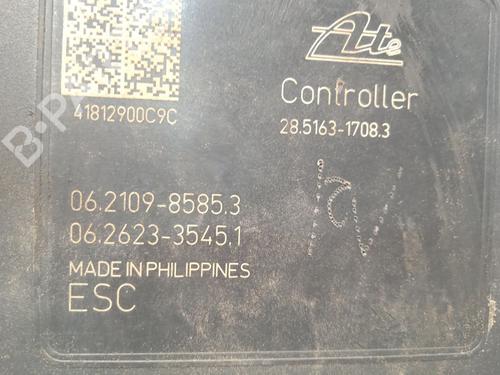 Ate
41812900C9C
Controller
28.5163-1708.3
06.2109-8585.3
06.2623-3545.1
MADE IN PHILIPPINES
ESC